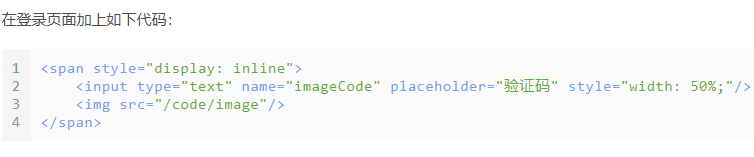 在登录页面加上如下代码：
1 <span style="display: inline">
2     <input type="text" name="imageCode" placeholder="验证码" style="width: 50%;"/>
3     <img src="/code/image"/>
4 </span>